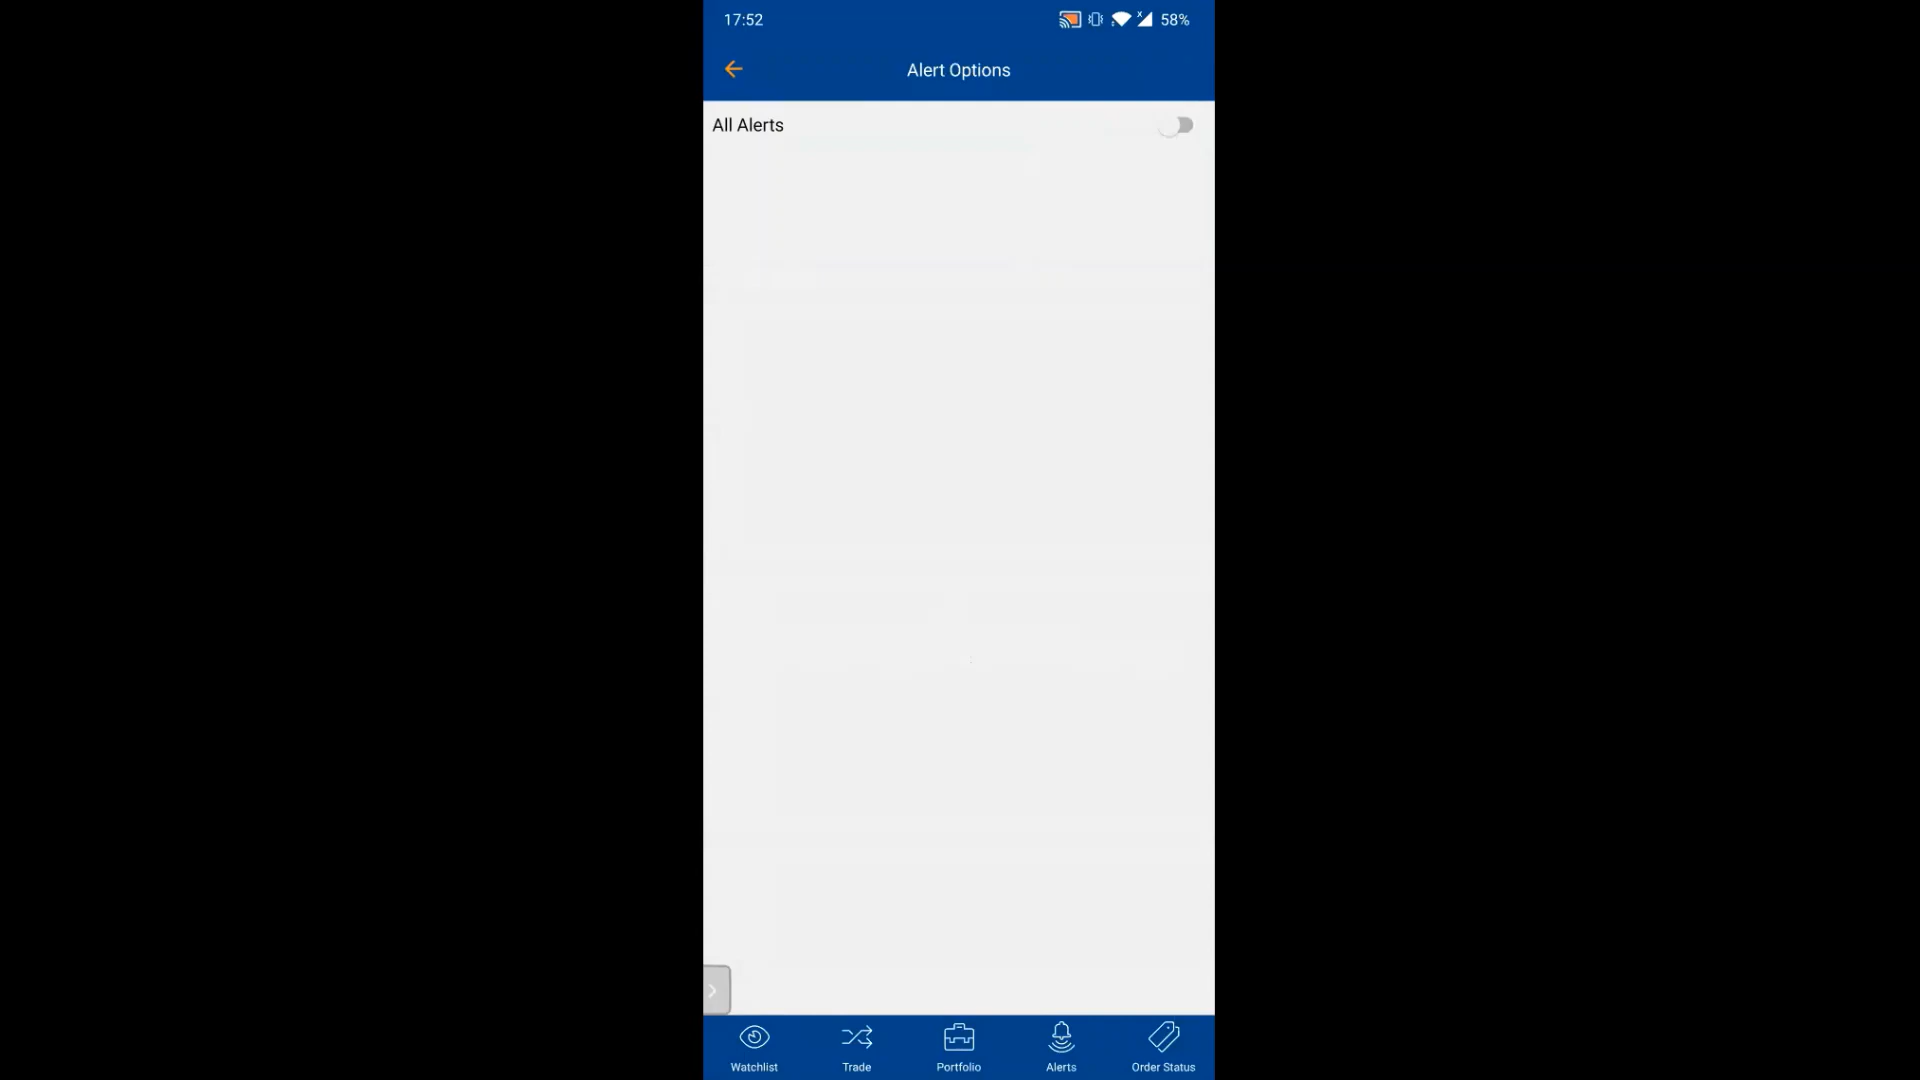 17:52
58%
Alert Options
All Alerts
Watchlist
Trade
Portfolio
Alerts
Order Status